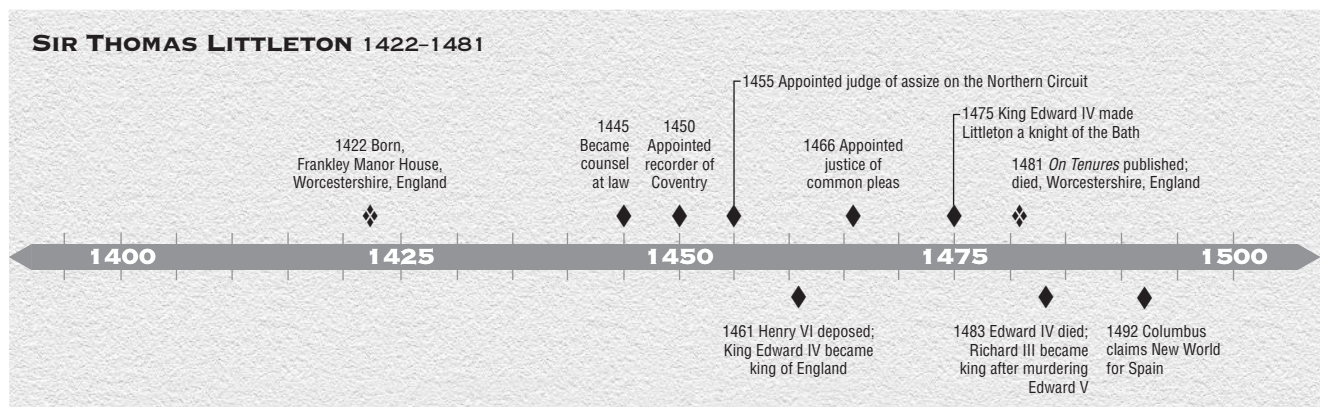 SIR THOMAS LITTLETON 1422–1481
1455 Appointed judge of assize on the Northern Circuit
1475 King Edward IV made
Littleton a knight of the Bath
1422 Born,
Frankley Manor House,
Worcestershire, England
1445
Became
counsel
at law
1450
Appointed
recorder of
Coventry
1466 Appointed
justice of
common pleas
1481 On Tenures published;
died, Worcestershire, England
1400
1425
1450
1475
1500
1461 Henry VI deposed;
King Edward IV became
king of England
1483 Edward IV died;
Richard III became
king after murdering
Edward V
1492 Columbus
claims New World
for Spain